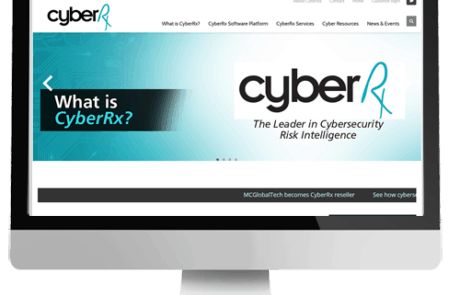 cyberRx
About CyberRx Contact Home Customer login
What is CyberRx? CyberRx Software Platform CyberRx Services Cyber Resources News & Events
What is
CyberRx?
cyberRx
The Leader in Cybersecurity
Risk Intelligence
MCGlobalTech becomes CyberRx reseller See how cyberse